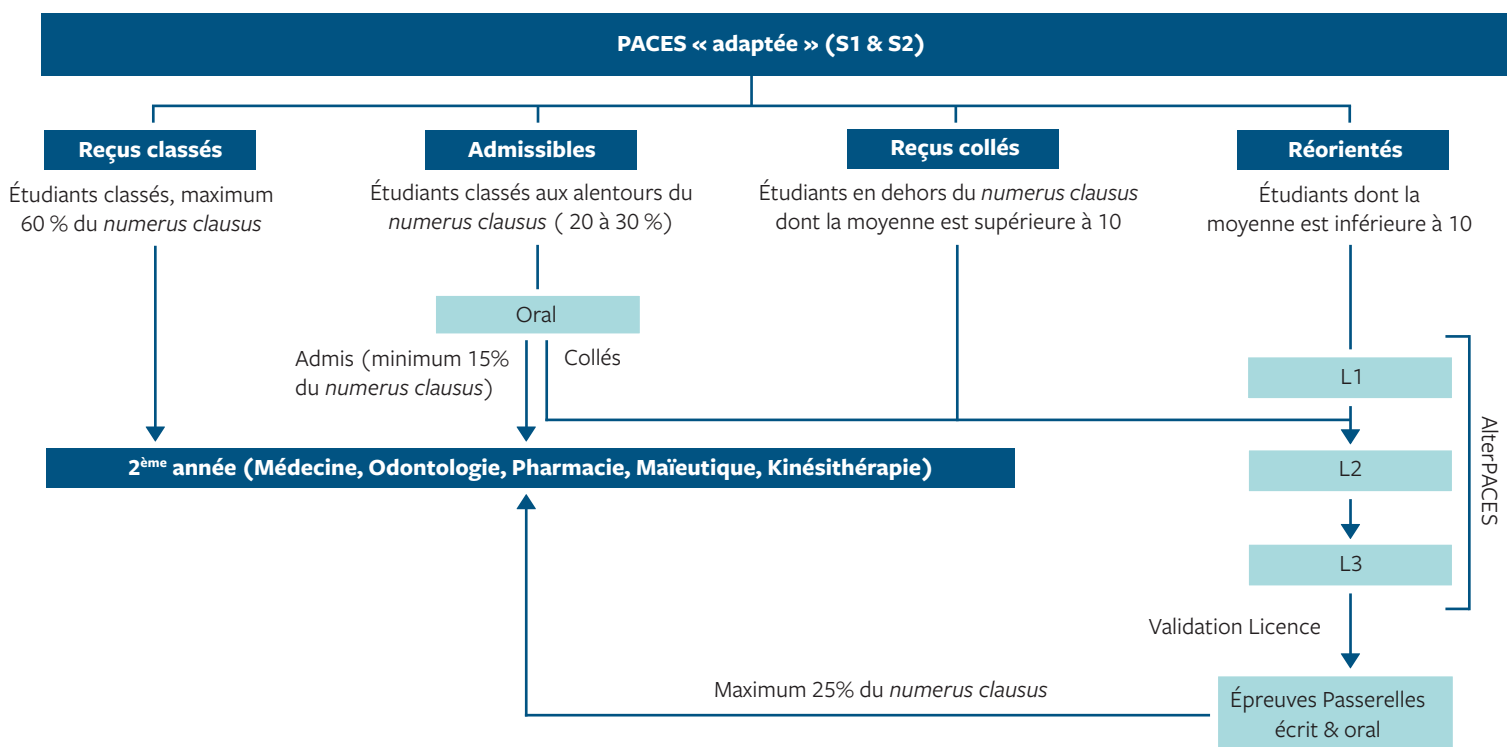 PACES « adaptée » (S1 & S2)
Reçus classés
Étudiants classés, maximum
60 % du numerus clausus
Admissibles
Étudiants classés aux alentours du
numerus clausus ( 20 à 30 %)
Reçus collés
Étudiants en dehors du numerus clausus
dont la moyenne est supérieure à 10
Réorientés
Étudiants dont la
moyenne est inférieure à 10
Oral
Admis (minimum 15%
du numerus clausus)
Collés
L1
2ème année (Médecine, Odontologie, Pharmacie, Maïeutique, Kinésithérapie)
L2
L3
AlterPACES
Validation Licence
Maximum 25% du numerus clausus
Épreuves Passerelles
écrit & oral